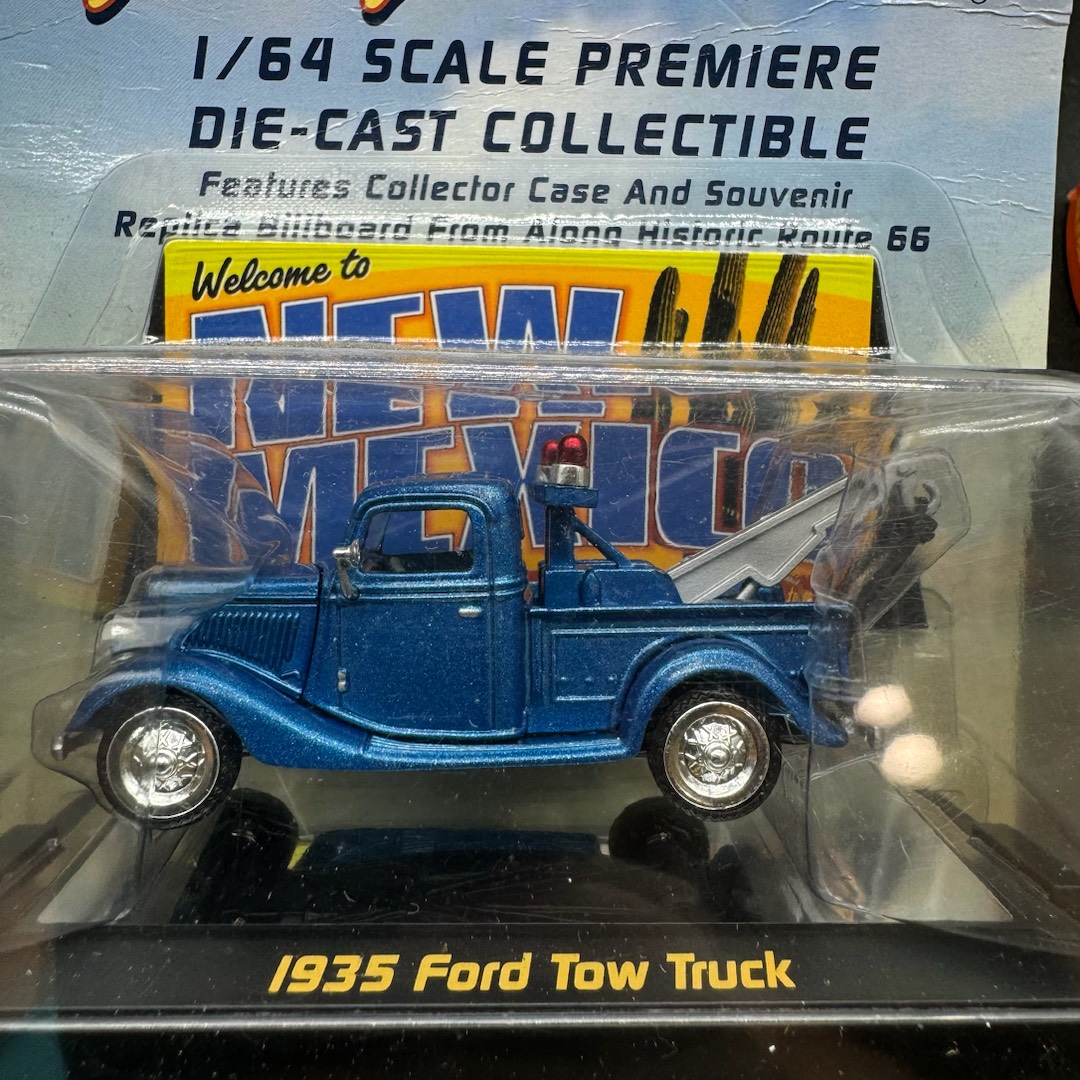 1/64 SCALE PREMIERE
DIE-CAST COLLECTIBLE
Features Collector Case And Souvenir
Replica Billboard From Along Historic Route 66
Welcome to
NEW
MEXICO
1935 Ford Tow Truck